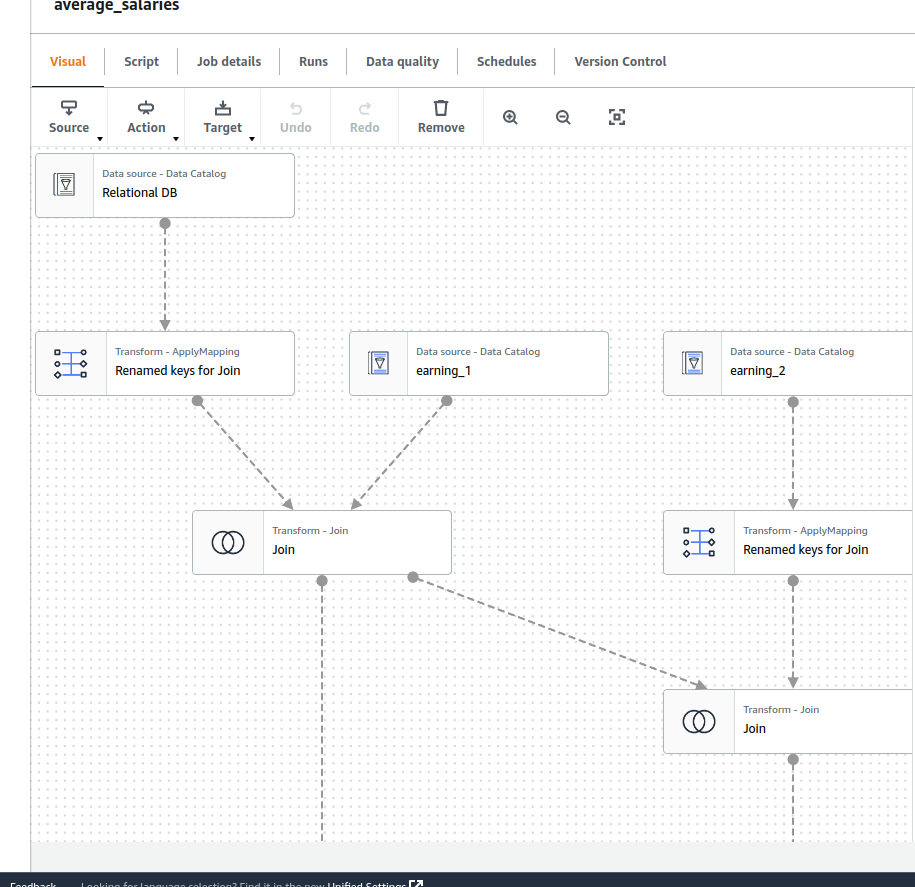 average_salaries
Visual
Script
Job details
Runs
Data quality
Schedules
Version Control
Source
Action
Target
Undo
Redo
Remove
Data source - Data Catalog
Relational DB
Transform - ApplyMapping
Renamed keys for Join
Data source - Data Catalog
earning_1
Data source - Data Catalog
earning_2
Transform - Join
Join
Transform - ApplyMapping
Renamed keys for Join
Transform - Join
Join
Feedback
Looking for language selection? Find it in the new Unified Settings